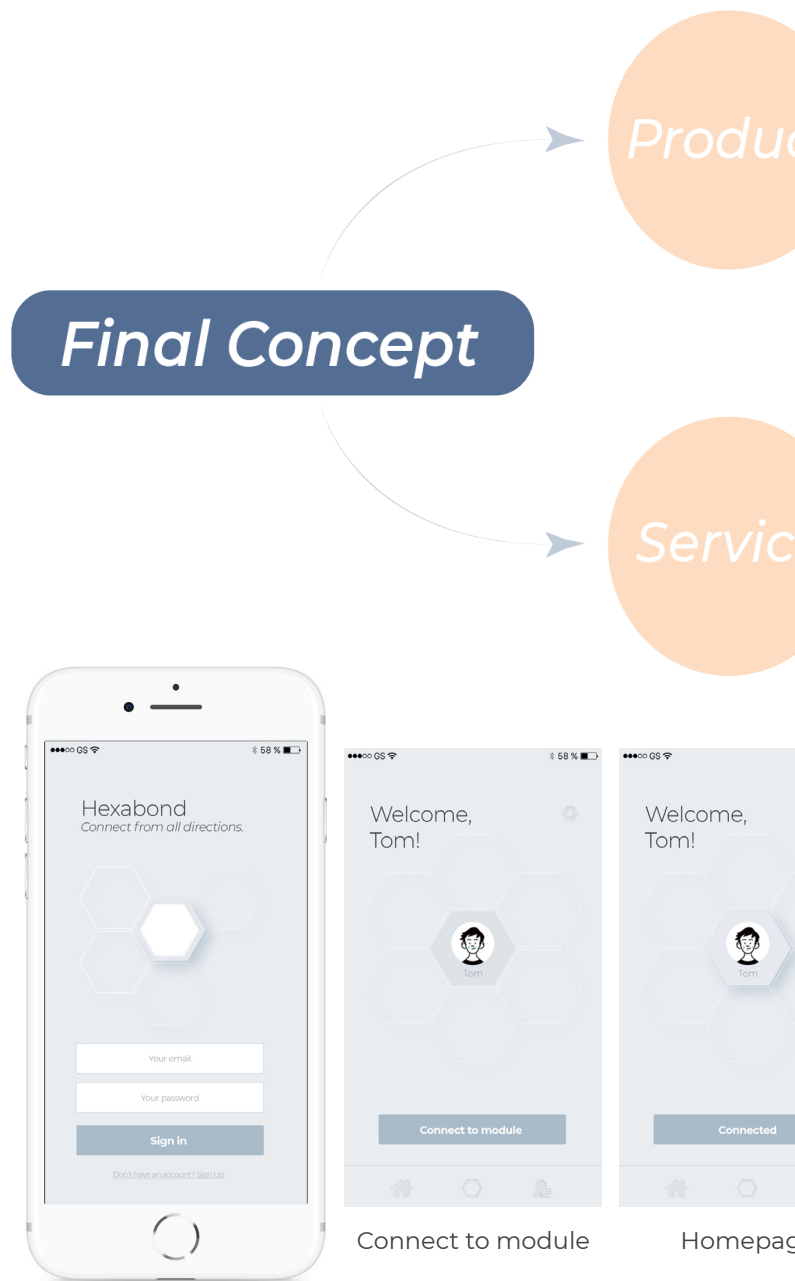 Produc
Final Concept
Servic
GS
58 %
Hexabond
Connect from all directions.
Your email
Your password
Sign in
Don't have an account? Sign Up
GS
58 %
Welcome,
Tom!
Tom
Connect to module
Connect to module
GS
Welcome,
Tom!
Tom
Connected
Homepag